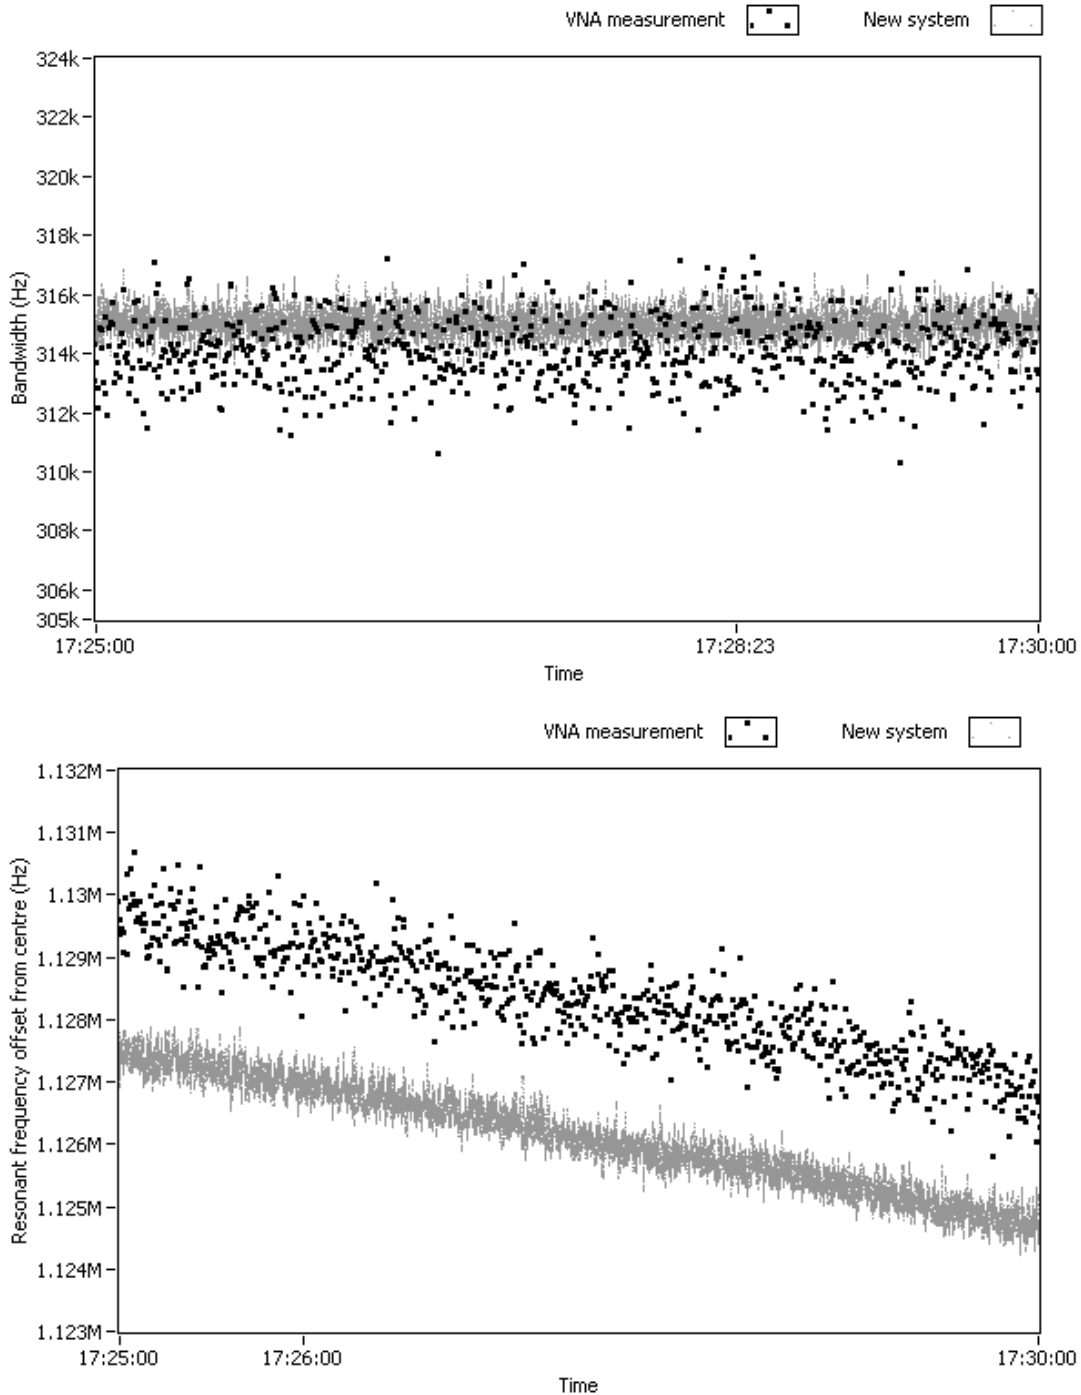 VNA measurement New system
324k
322k
320k
318k
316k
314k
312k
310k
308k
306k
305k
Bandwidth (Hz)
17:25:00 17:28:23 17:30:00
Time
VNA measurement New system
1.132M
1.131M
1.13M
1.129M
1.128M
1.127M
1.126M
1.125M
1.124M
1.123M
Resonant frequency offset from centre (Hz)
17:25:00 17:26:00 17:30:00
Time